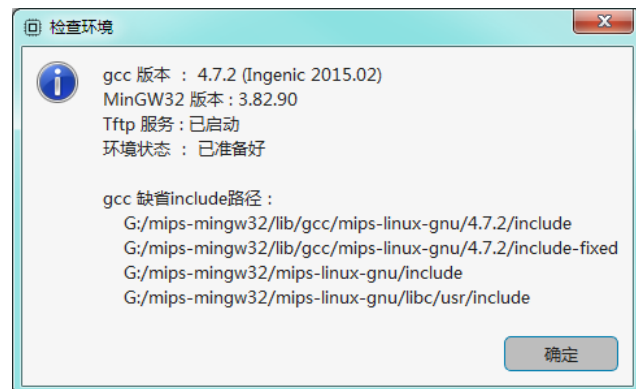 检查环境
gcc 版本 ： 4.7.2 (Ingenic 2015.02)
MinGW32 版本 : 3.82.90
Tftp 服务 : 已启动
环境状态 ： 已准备好
gcc 缺省include路径 :
G:/mips-mingw32/lib/gcc/mips-linux-gnu/4.7.2/include
G:/mips-mingw32/lib/gcc/mips-linux-gnu/4.7.2/include-fixed
G:/mips-mingw32/mips-linux-gnu/include
G:/mips-mingw32/mips-linux-gnu/libc/usr/include
确定